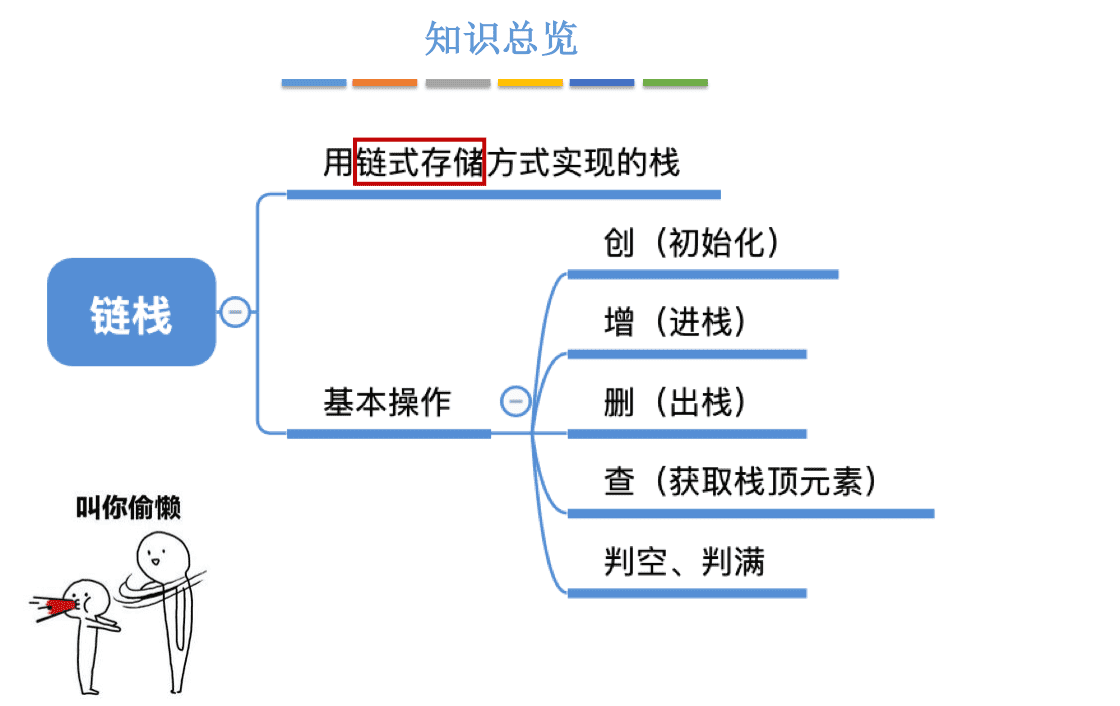 知识总览
用链式存储方式实现的栈
创（初始化）
增（进栈）
链栈
删（出栈）
基本操作
查（获取栈顶元素）
判空、判满
叫你偷懒